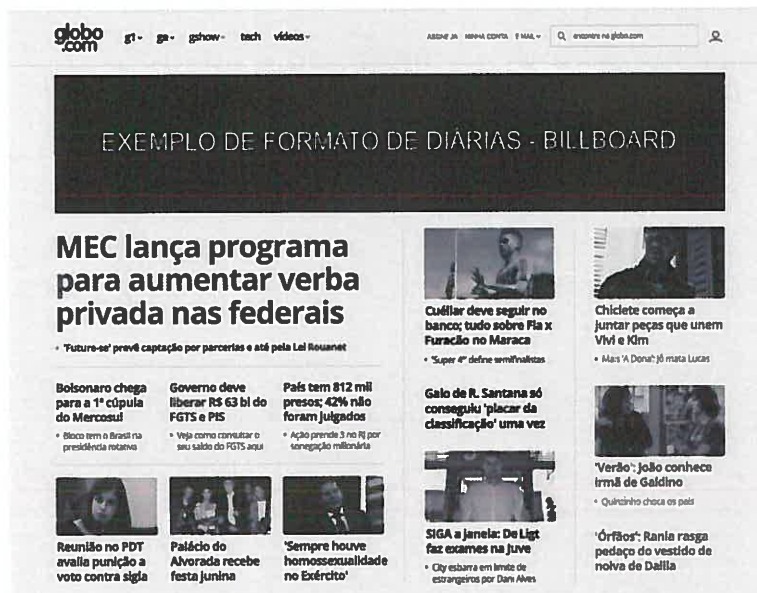 globo
.com
g1
ge
gshow
tech
vídeos
ASSINE JÁ
MINHA CONTA
E MAIL
encontre na globo.com
EXEMPLO DE FORMATO DE DIÁRIAS - BILLBOARD
MEC lança programa
para aumentar verba
privada nas federais
• 'Future-se' prevê captação por parcerias e até pela Lei Rouanet
Bolsonaro chega
para a 1ª cúpula
do Mercosul
• Bloco tem o Brasil na
presidência rotativa
Governo deve
liberar R$ 63 bi do
FGTS e PIS
• Veja como consultar o
seu saldo do FGTS aqui
País tem 812 mil
presos; 42% não
foram julgados
• Ação prende 3 no RJ por
sonegação milionária
Reunião no PDT
avalia punição a
voto contra sigla
Palácio do
Alvorada recebe
festa junina
'Sempre houve
homossexualidade
no Exército'
Cuéllar deve seguir no
banco; tudo sobre Fla x
Furacão no Maraca
• "Super 4" define semifinalistas
Galo de R. Santana só
conseguiu 'placar da
classificação' uma vez
SIGA a janela: De Ligt
faz exames na Juve
• City esbarra em limite de
estrangeiros por Dani Alves
Chiclete começa a
juntar peças que unem
Vivi e Kim
• Mais 'A Dona': Jô mata Lucas
'Verão': João conhece
irmã de Galdino
• Quinzinho choca os pais
'Órfãos': Rania rasga
pedaço do vestido de
noiva de Dalila